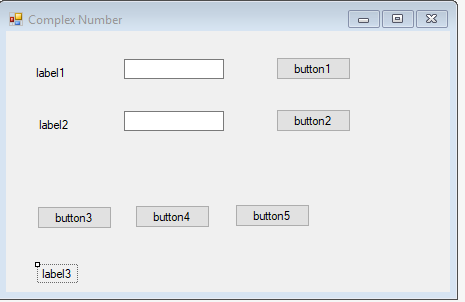 Complex Number
label1 button1
label2 button2
button3 button4 button5
label3